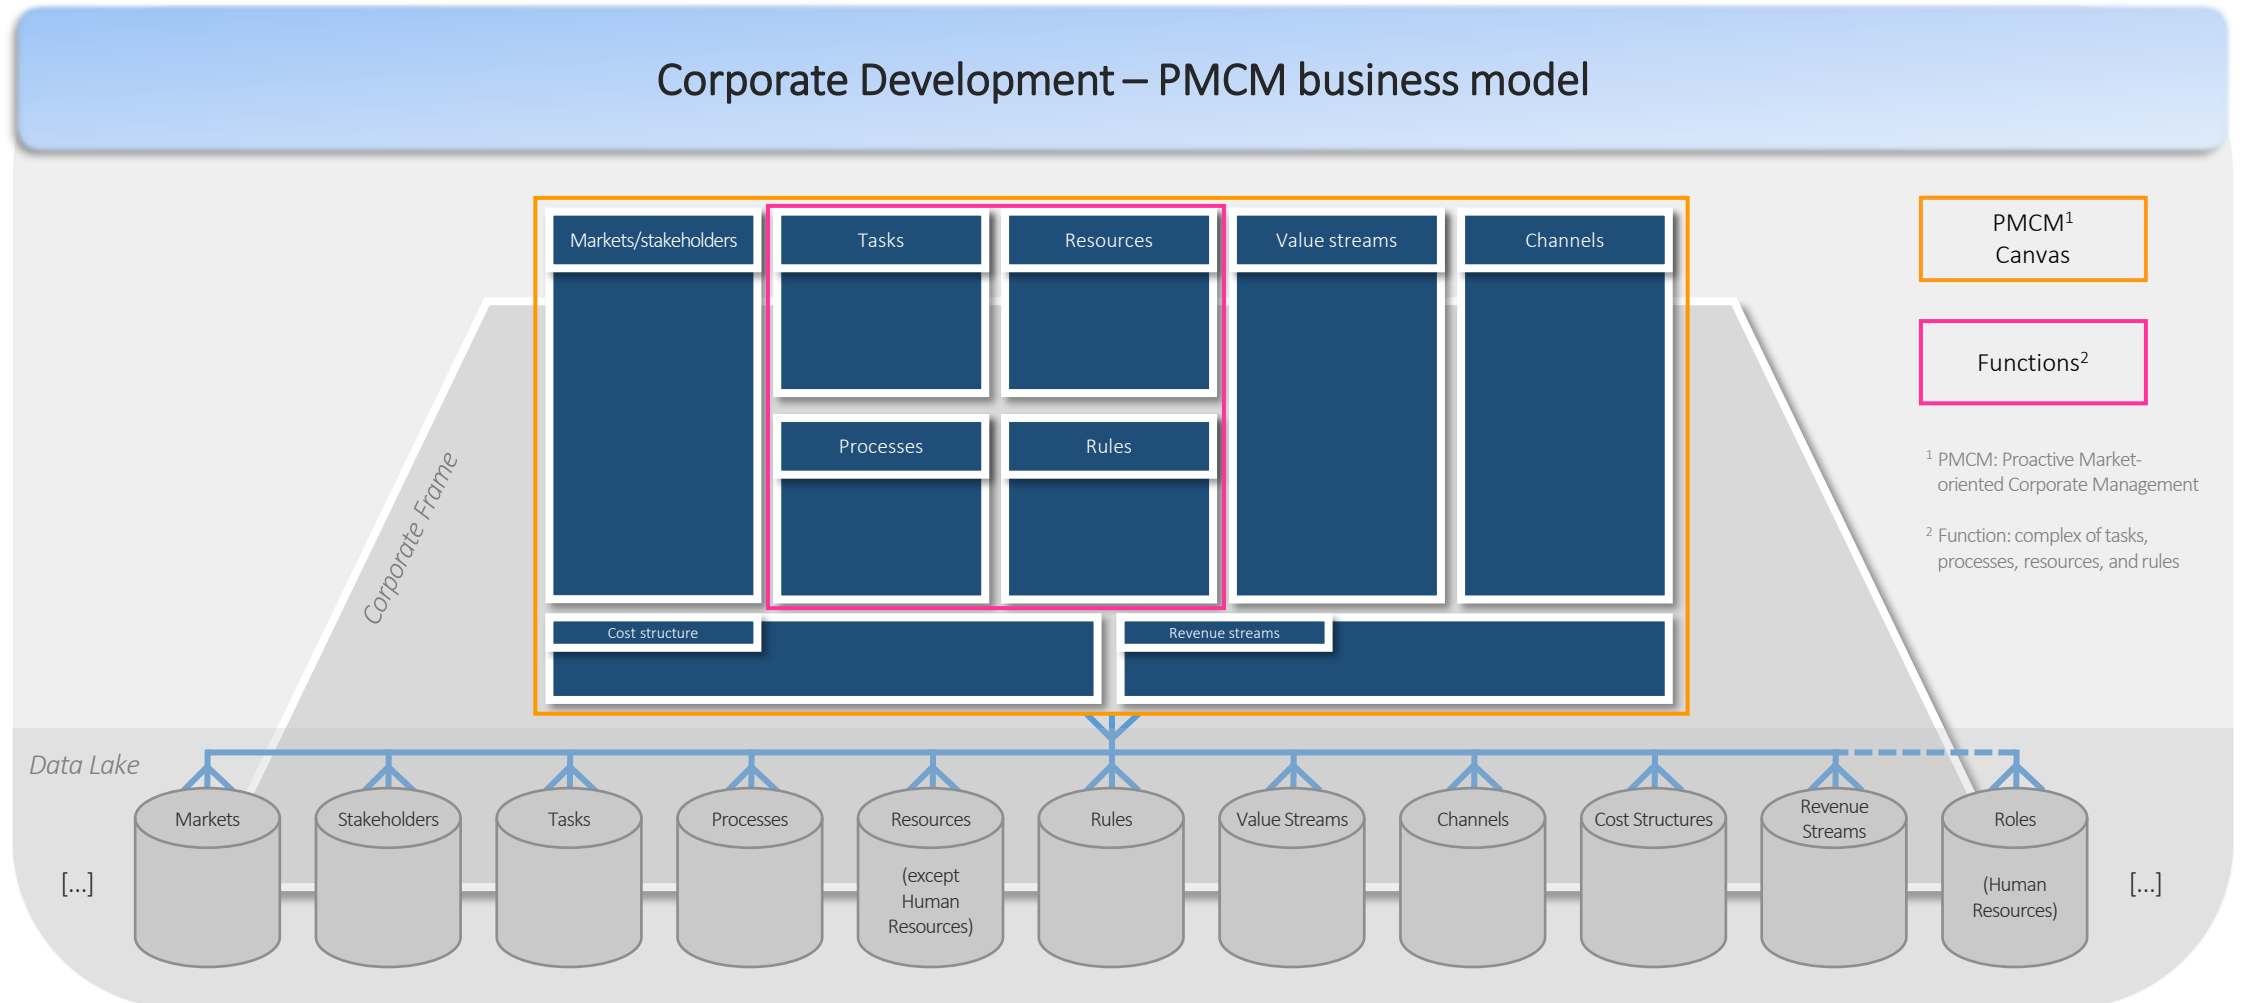 Corporate Development – PMCM business model
Markets/stakeholders
Tasks
Resources
Value streams
Channels
Processes
Rules
Cost structure
Revenue streams
PMCM¹
Canvas
Functions²
¹ PMCM: Proactive Market-
oriented Corporate Management
² Function: complex of tasks,
processes, resources, and rules
Corporate Frame
Data Lake
[...]
Markets
Stakeholders
Tasks
Processes
Resources
(except
Human
Resources)
Rules
Value Streams
Channels
Cost Structures
Revenue
Streams
Roles
(Human
Resources)
[...]